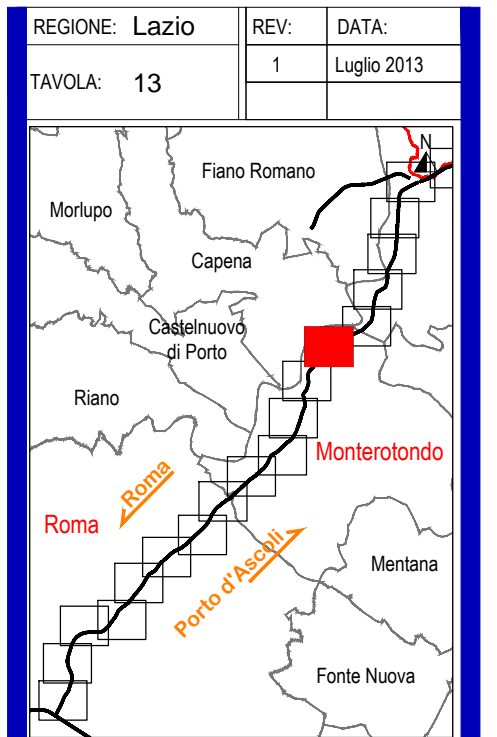 REGIONE: Lazio
REV:
DATA:
TAVOLA: 13
1
Luglio 2013
N
Fiano Romano
Morlupo
Capena
Castelnuovo
di Porto
Riano
Monterotondo
Roma
Roma
Porto d'Ascoli
Mentana
Fonte Nuova